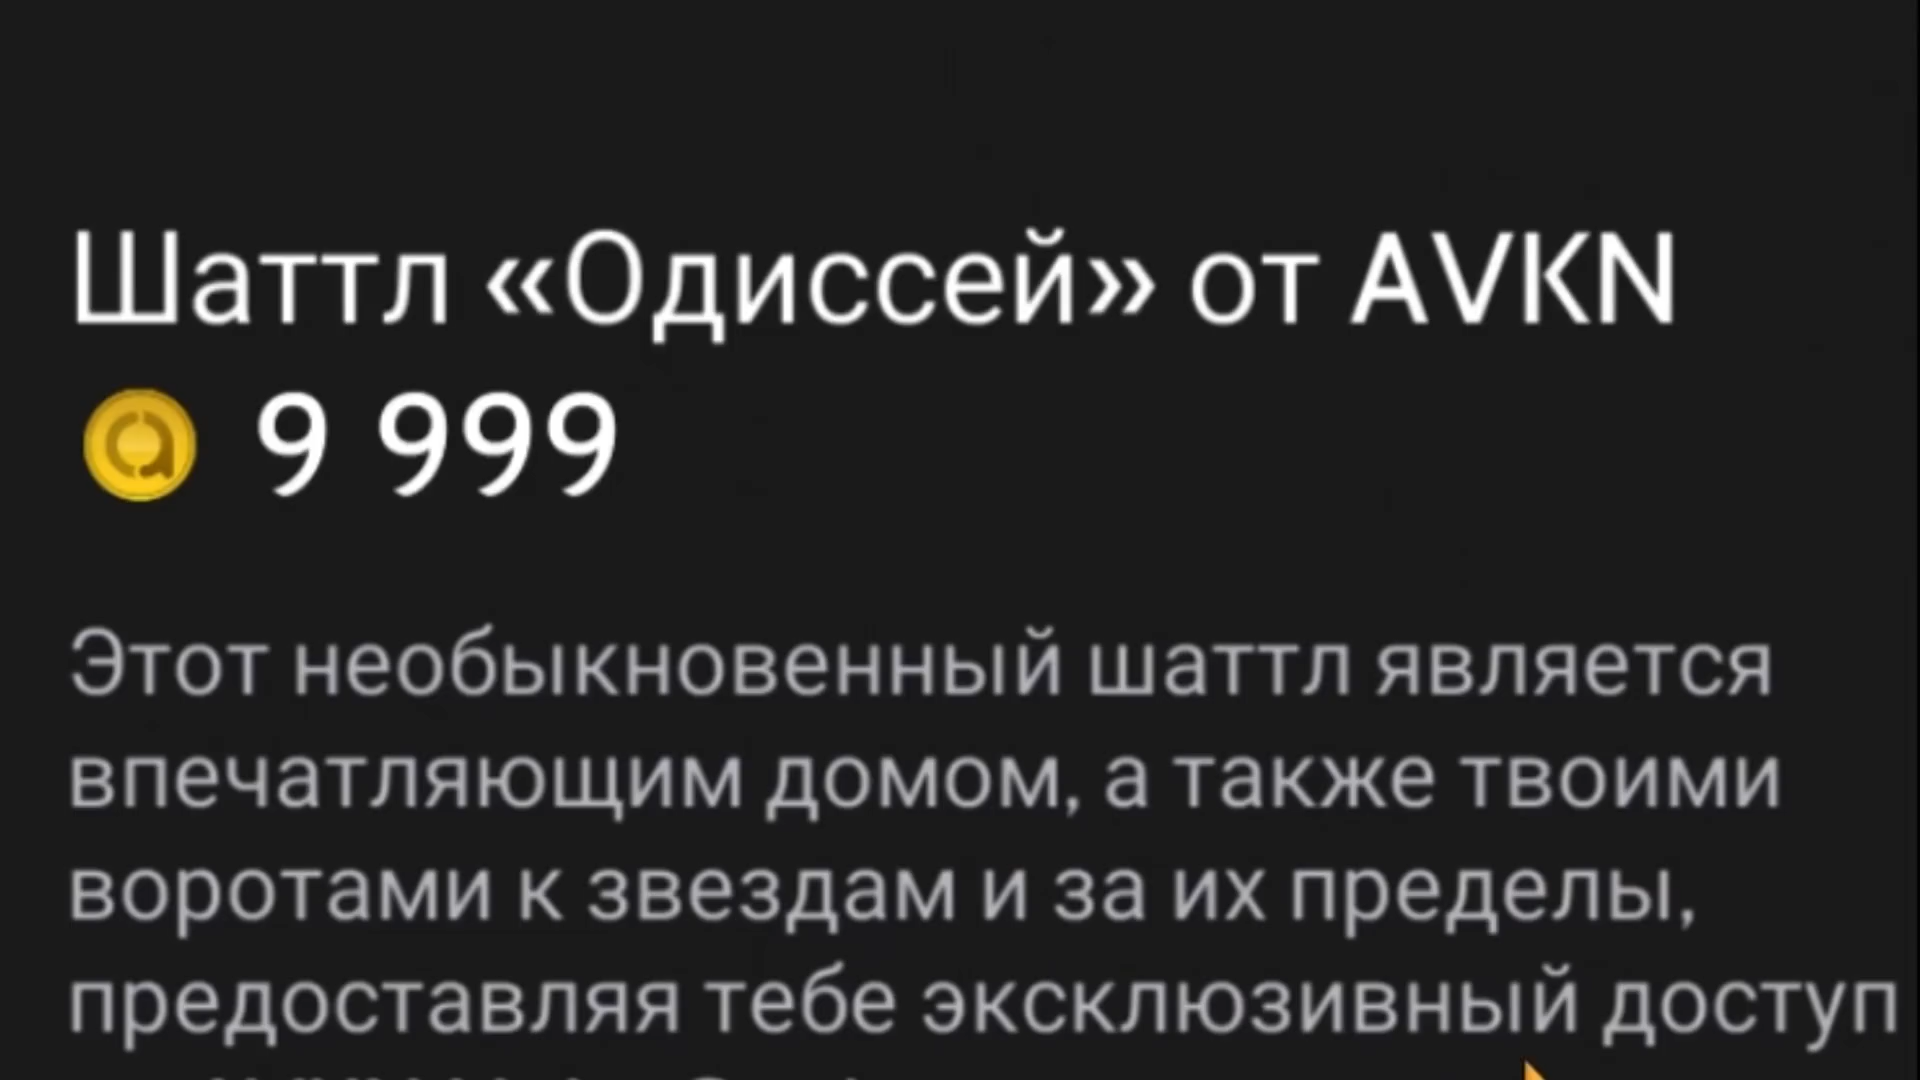 Шаттл «Одиссей» от AVKN
9 999
Этот необыкновенный шаттл является
впечатляющим домом, а также твоими
воротами к звездам и за их пределы,
предоставляя тебе эксклюзивный доступ